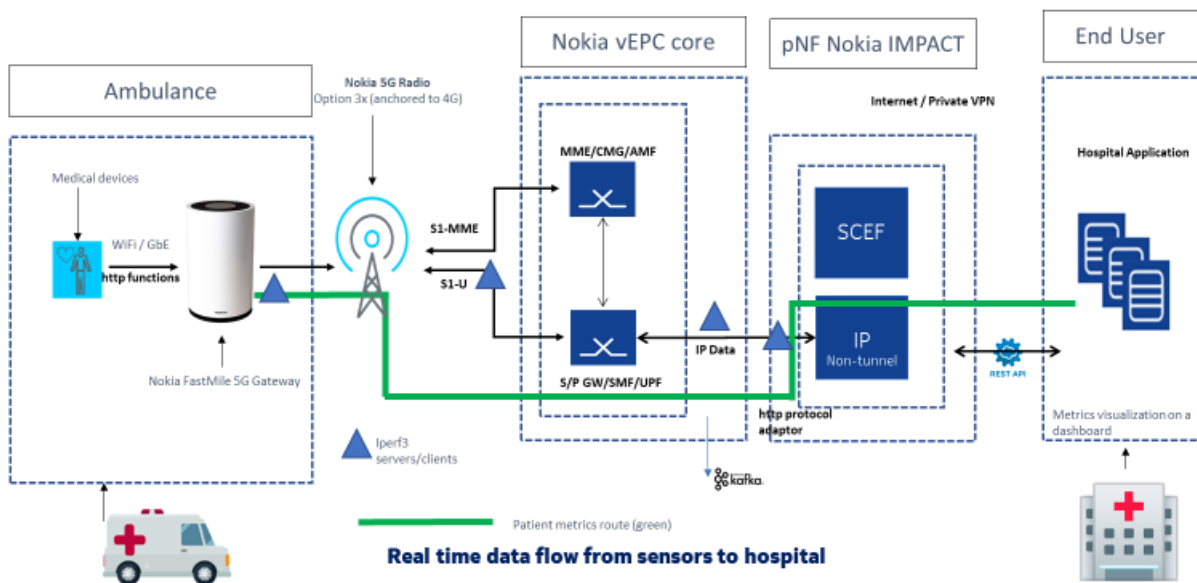 Ambulance
Nokia vEPC core
pNF Nokia IMPACT
End User
Nokia 5G Radio
Option 3x (anchored to 4G)
Internet / Private VPN
Medical devices
WiFi / GbE
http functions
Nokia FastMile 5G Gateway
S1-MME
S1-U
MME/CMG/AMF
S/P GW/SMF/UPF
IP Data
SCEF
IP
Non-tunnel
http protocol
adaptor
REST API
Hospital Application
Metrics visualization on a
dashboard
Iperf3
servers/clients
kafka
Patient metrics route (green)
Real time data flow from sensors to hospital